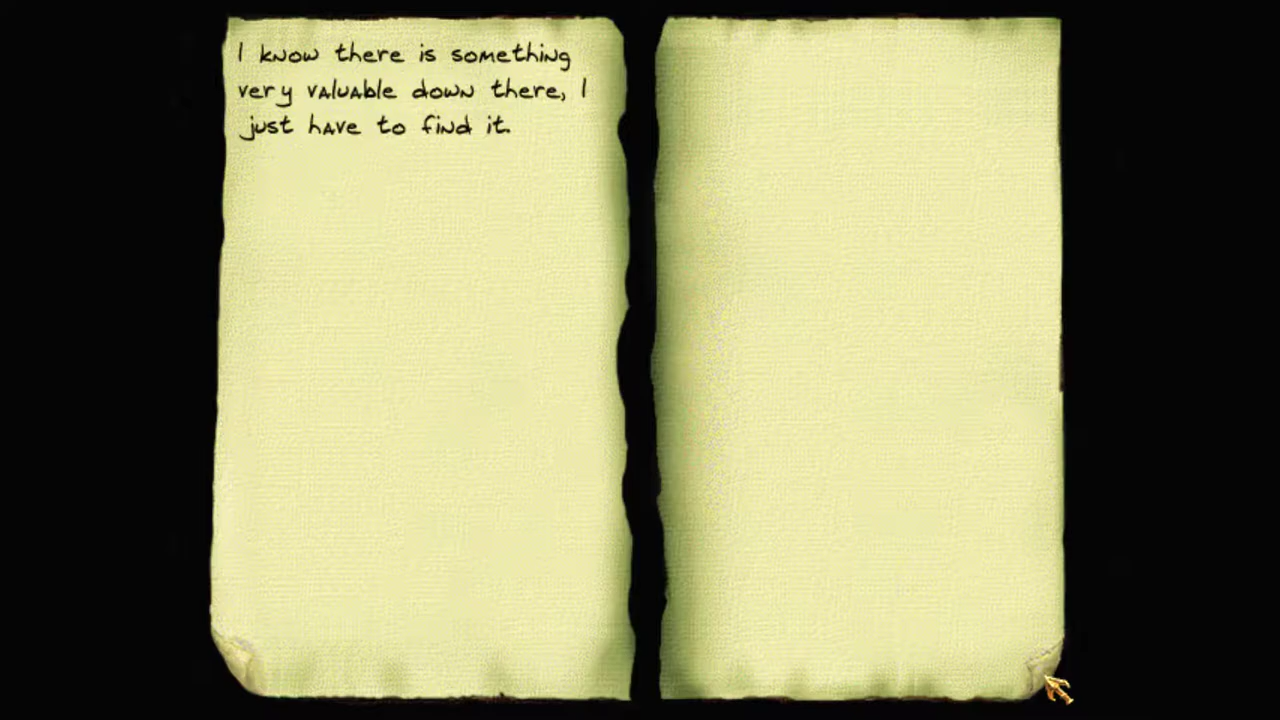 I know there is something
very valuable down there, I
just have to find it.